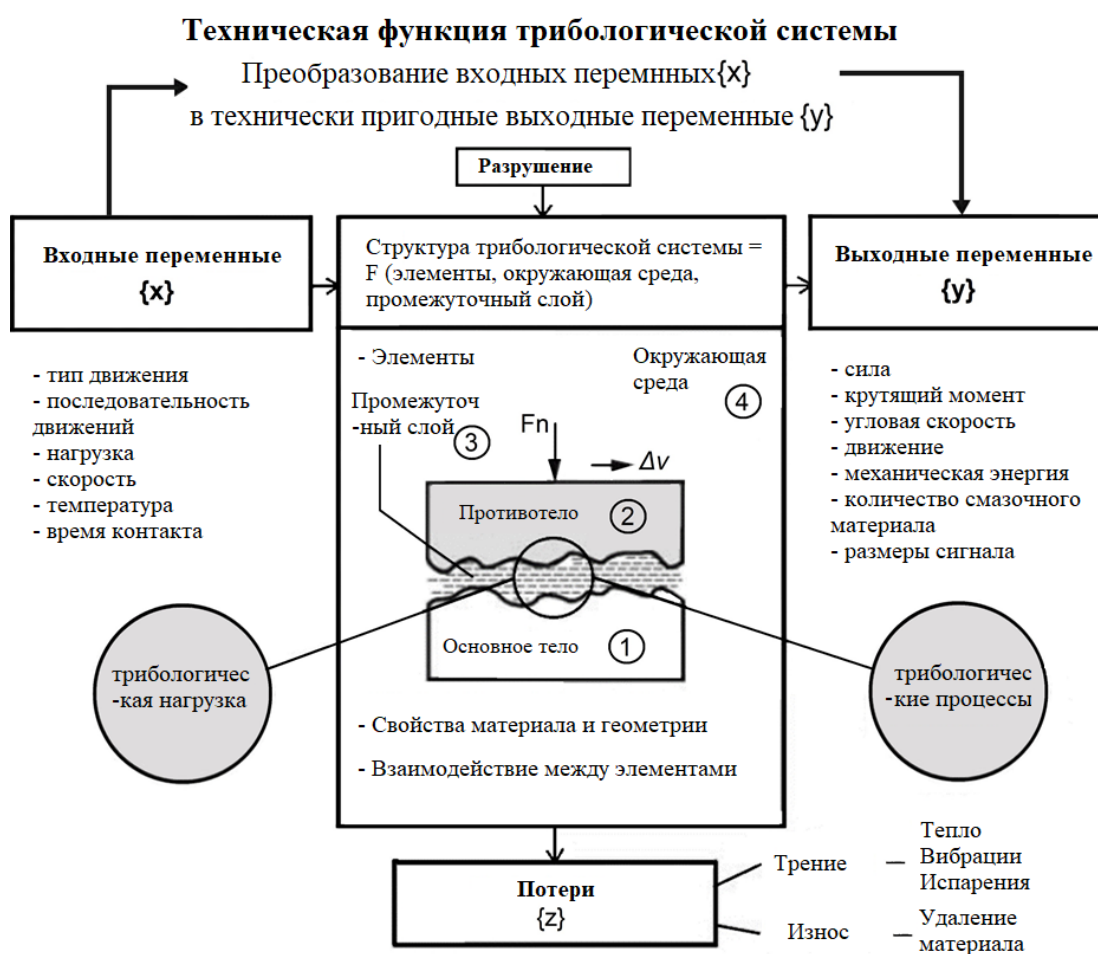 Техническая функция трибологической системы
Преобразование входных перемнных{x}
в технически пригодные выходные переменные {y}
Разрушение
Входные переменные
{x}
Структура трибологической системы =
F (элементы, окружающая среда,
промежуточный слой)
Выходные переменные
{y}
- тип движения
- последовательность
движений
- нагрузка
- скорость
- температура
- время контакта
- Элементы
Окружающая
среда
4
Промежуточ
-ный слой
3
Fn
Δv
Противотело
2
Основное тело
1
- сила
- крутящий момент
- угловая скорость
- движение
- механическая энергия
- количество смазочного
материала
- размеры сигнала
трибологичес
-кая нагрузка
трибологичес
-кие процессы
- Свойства материала и геометрии
- Взаимодействие между элементами
Потери
{z}
Трение
Тепло
Вибрации
Испарения
Износ
Удаление
материала